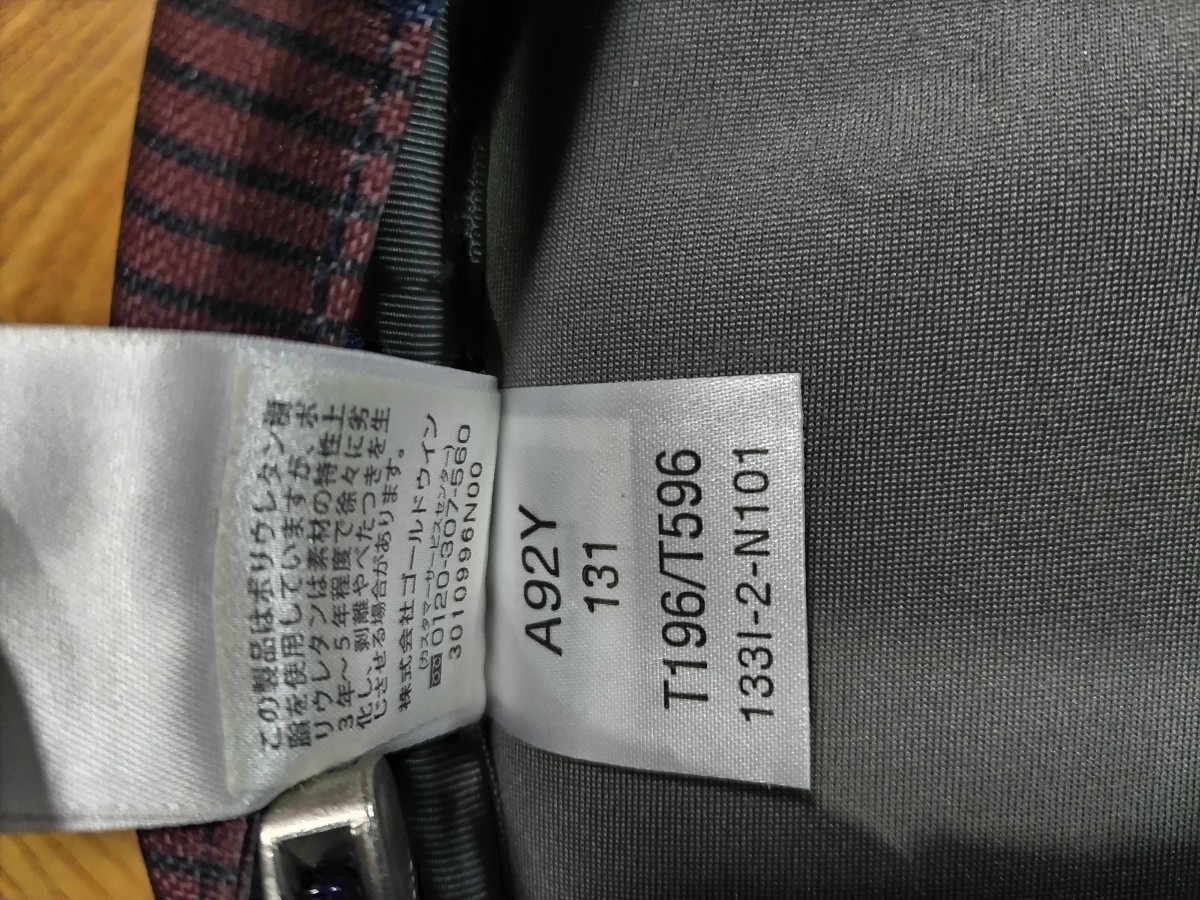 この製品はポリウレタン樹
脂を使用していますが、ポ
リウレタンは素材の特性上
3年～5年程度で徐々に劣
化し、剥離やべたつきを生
じさせる場合があります。
株式会社ゴールドウイン
(カスタマーサービスセンター)
0120-307-560
3010996N00
A92Y
131
T196/T596
133I-2-N101